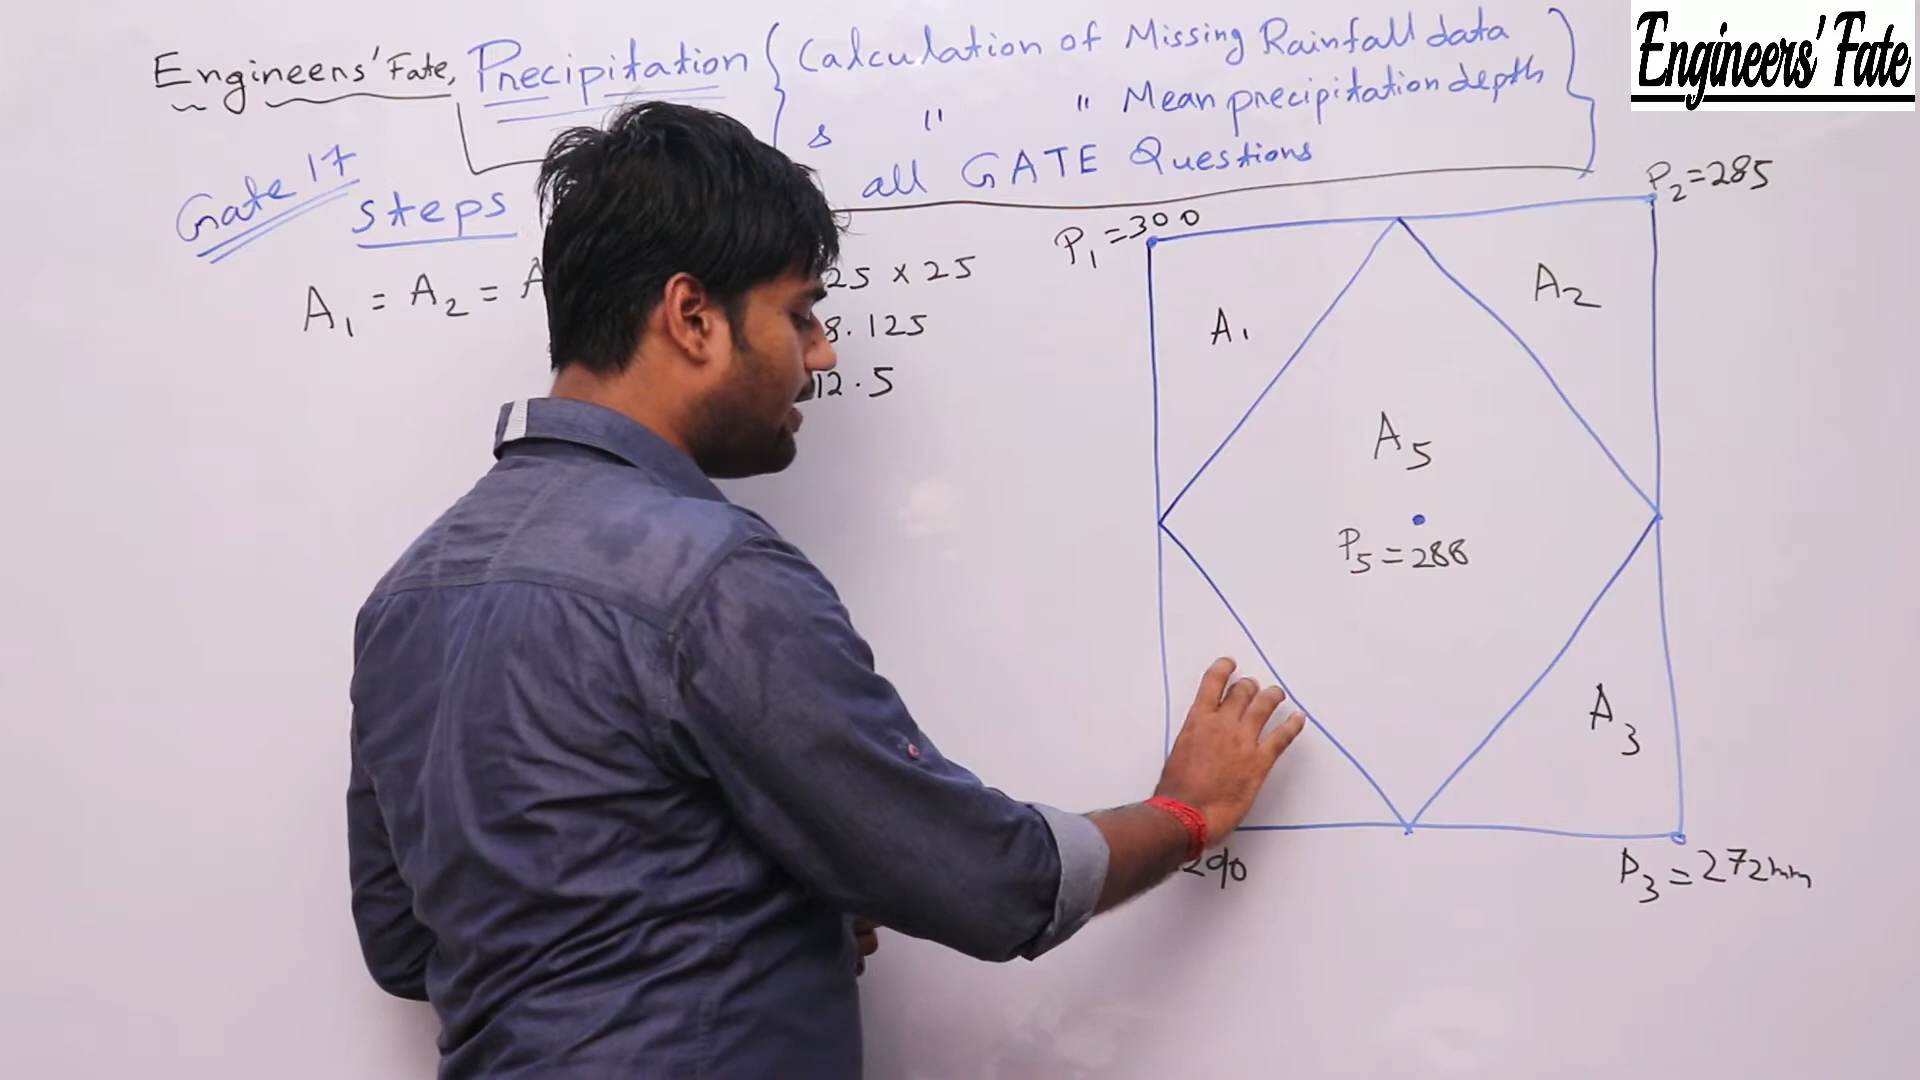 Engineers' Fate, Precipitation { Calculation of Missing Rainfall data
& " " Mean precipitation depth }
all GATE Questions
Engineers' Fate
Gate 17
steps
A1 = A2 = A
25 × 25
8.125
12.5
P1 = 300
P2 = 285
A1
A2
A5
P5 = 288
A3
290
P3 = 272mm